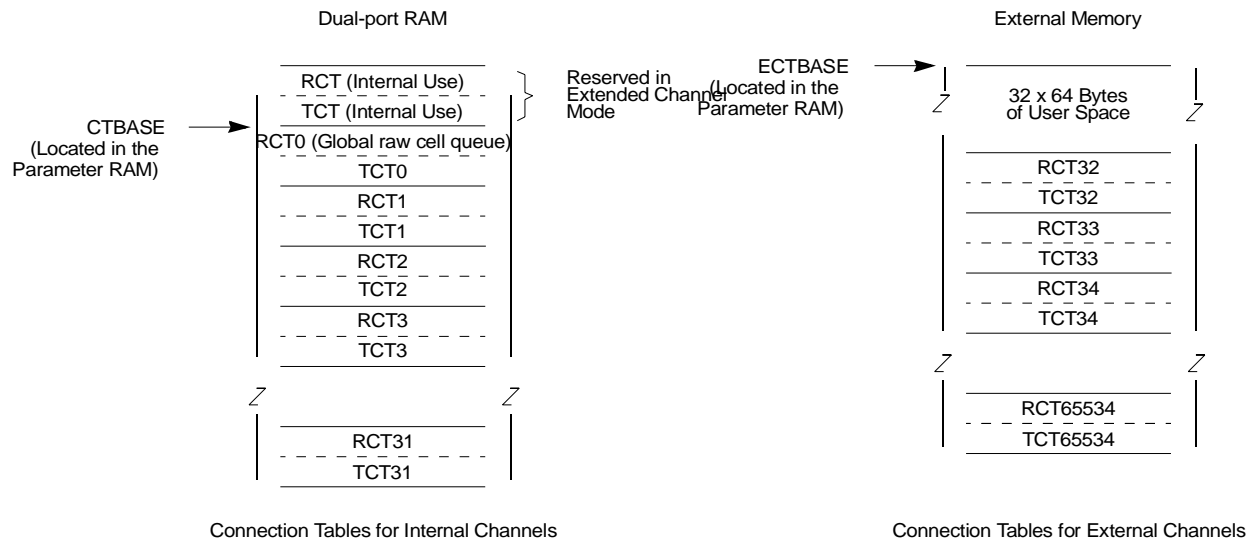 Dual-port RAM
RCT (Internal Use)
TCT (Internal Use)
Reserved in
Extended Channel
Mode
CTBASE
(Located in the
Parameter RAM)
RCT0 (Global raw cell queue)
TCT0
RCT1
TCT1
RCT2
TCT2
RCT3
TCT3
Z
Z
RCT31
TCT31
Connection Tables for Internal Channels
External Memory
ECTBASE
(Located in the
Parameter RAM)
Z
Z
32 x 64 Bytes
of User Space
RCT32
TCT32
RCT33
TCT33
RCT34
TCT34
Z
Z
RCT65534
TCT65534
Connection Tables for External Channels